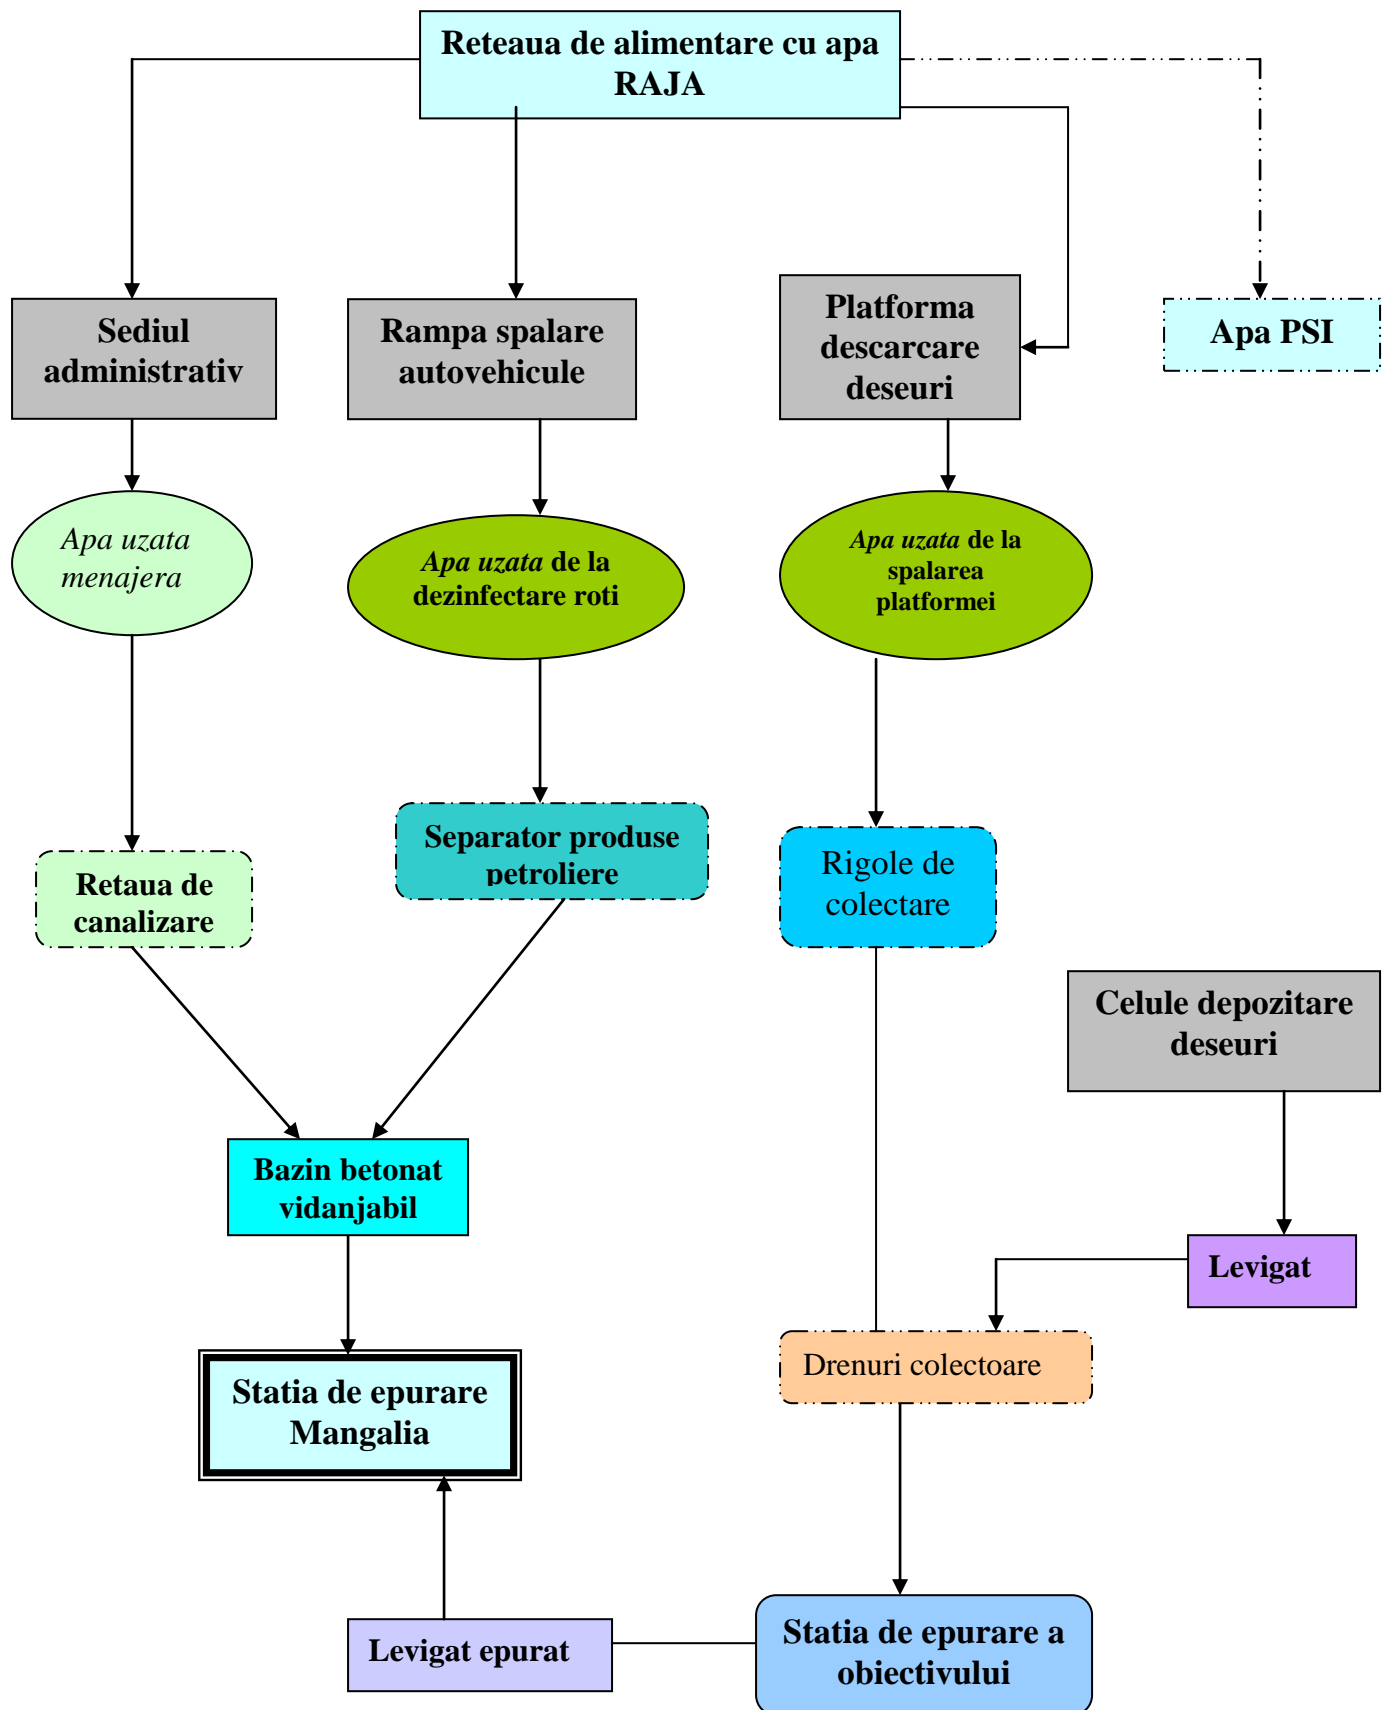 Reteaua de alimentare cu apa
RAJA
Sediul
administrativ
Rampa spalare
autovehicule
Platforma
descarcare
deseuri
Apa PSI
Apa uzata
menajera
Apa uzata de la
dezinfectare roti
Apa uzata de la
spalarea
platformei
Retaua de
canalizare
Separator produse
petroliere
Rigole de
colectare
Celule depozitare
deseuri
Bazin betonat
vidanjabil
Levigat
Drenuri colectoare
Statia de epurare
Mangalia
Levigat epurat
Statia de epurare a
obiectivului